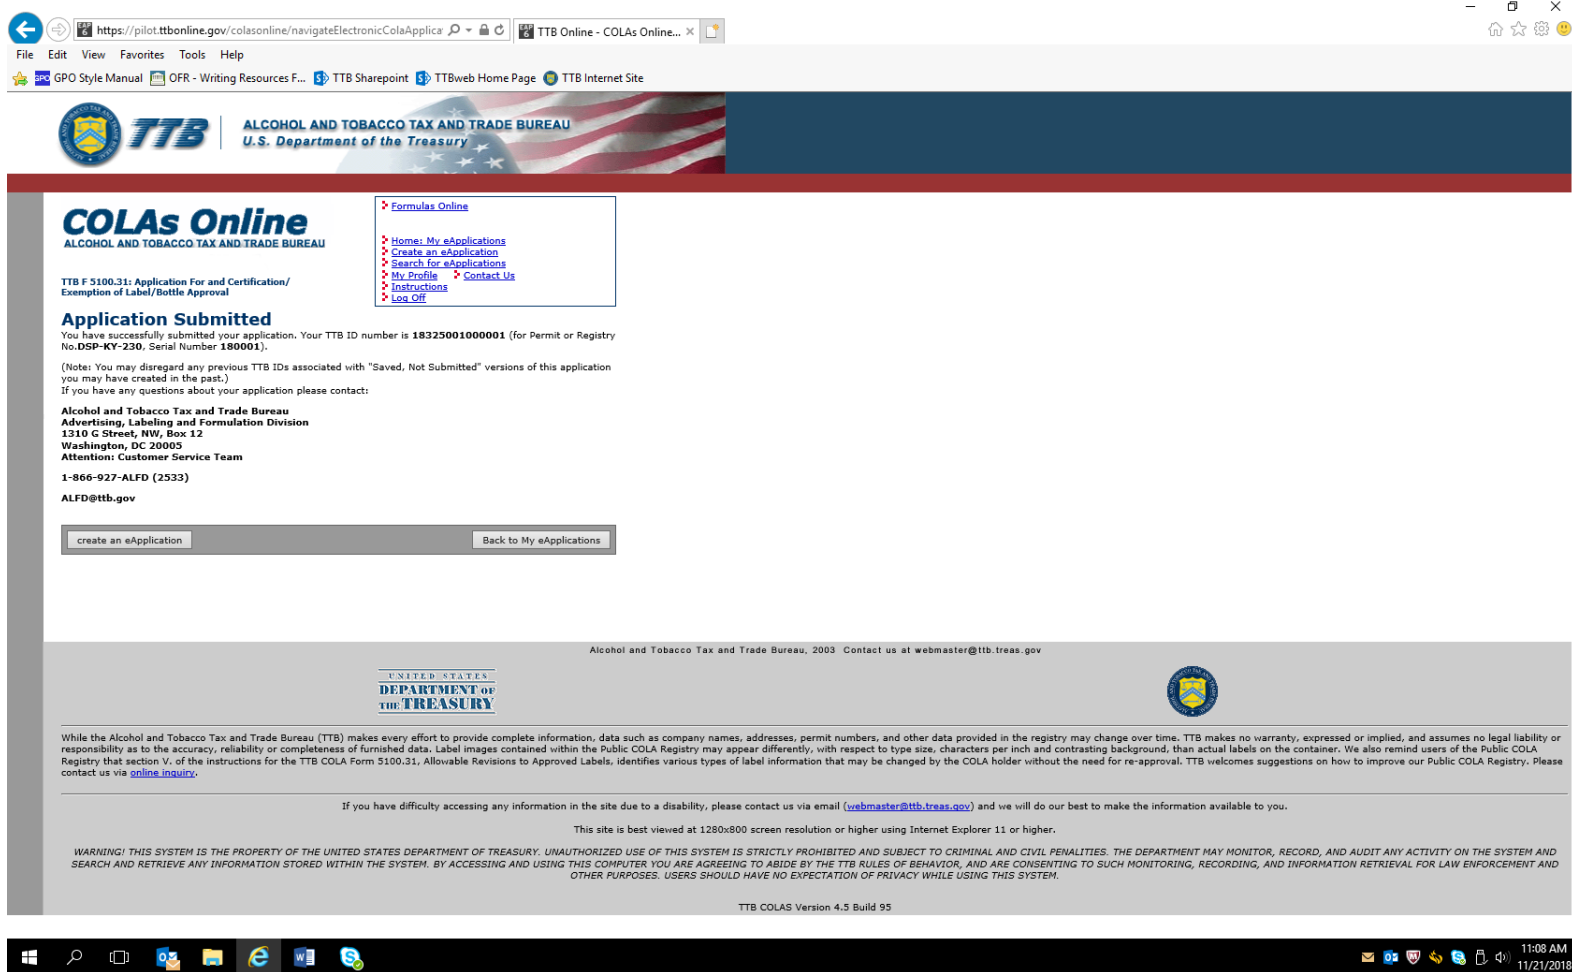 https://pilot.ttbonline.gov/colasonline/navigateElectronicColaApplica
TTB Online - COLAs Online...
File Edit View Favorites Tools Help
GPO GPO Style Manual OFR - Writing Resources F... TTB Sharepoint TTBweb Home Page TTB Internet Site
TTB
ALCOHOL AND TOBACCO TAX AND TRADE BUREAU
U.S. Department of the Treasury
COLAs Online
ALCOHOL AND TOBACCO TAX AND TRADE BUREAU
Formulas Online
Home: My eApplications
Create an eApplication
Search for eApplications
My Profile Contact Us
Instructions
Log Off
TTB F 5100.31: Application For and Certification/
Exemption of Label/Bottle Approval
Application Submitted
You have successfully submitted your application. Your TTB ID number is 18325001000001 (for Permit or Registry
No.DSP-KY-230, Serial Number 180001).
(Note: You may disregard any previous TTB IDs associated with "Saved, Not Submitted" versions of this application
you may have created in the past.)
If you have any questions about your application please contact:
Alcohol and Tobacco Tax and Trade Bureau
Advertising, Labeling and Formulation Division
1310 G Street, NW, Box 12
Washington, DC 20005
Attention: Customer Service Team
1-866-927-ALFD (2533)
ALFD@ttb.gov
create an eApplication Back to My eApplications
Alcohol and Tobacco Tax and Trade Bureau, 2003 Contact us at webmaster@ttb.treas.gov
UNITED STATES
DEPARTMENT OF
THE TREASURY
While the Alcohol and Tobacco Tax and Trade Bureau (TTB) makes every effort to provide complete information, data such as company names, addresses, permit numbers, and other data provided in the registry may change over time. TTB makes no warranty, expressed or implied, and assumes no legal liability or
responsibility as to the accuracy, reliability or completeness of furnished data. Label images contained within the Public COLA Registry may appear differently, with respect to type size, characters per inch and contrasting background, than actual labels on the container. We also remind users of the Public COLA
Registry that section V. of the instructions for the TTB COLA Form 5100.31, Allowable Revisions to Approved Labels, identifies various types of label information that may be changed by the COLA holder without the need for re-approval. TTB welcomes suggestions on how to improve our Public COLA Registry. Please
contact us via online inquiry.
If you have difficulty accessing any information in the site due to a disability, please contact us via email (webmaster@ttb.treas.gov) and we will do our best to make the information available to you.
This site is best viewed at 1280x800 screen resolution or higher using Internet Explorer 11 or higher.
WARNING! THIS SYSTEM IS THE PROPERTY OF THE UNITED STATES DEPARTMENT OF TREASURY. UNAUTHORIZED USE OF THIS SYSTEM IS STRICTLY PROHIBITED AND SUBJECT TO CRIMINAL AND CIVIL PENALITIES. THE DEPARTMENT MAY MONITOR, RECORD, AND AUDIT ANY ACTIVITY ON THE SYSTEM AND
SEARCH AND RETRIEVE ANY INFORMATION STORED WITHIN THE SYSTEM. BY ACCESSING AND USING THIS COMPUTER YOU ARE AGREEING TO ABIDE BY THE TTB RULES OF BEHAVIOR, AND ARE CONSENTING TO SUCH MONITORING, RECORDING, AND INFORMATION RETRIEVAL FOR LAW ENFORCEMENT AND
OTHER PURPOSES. USERS SHOULD HAVE NO EXPECTATION OF PRIVACY WHILE USING THIS SYSTEM.
TTB COLAS Version 4.5 Build 95
11:08 AM
11/21/2018